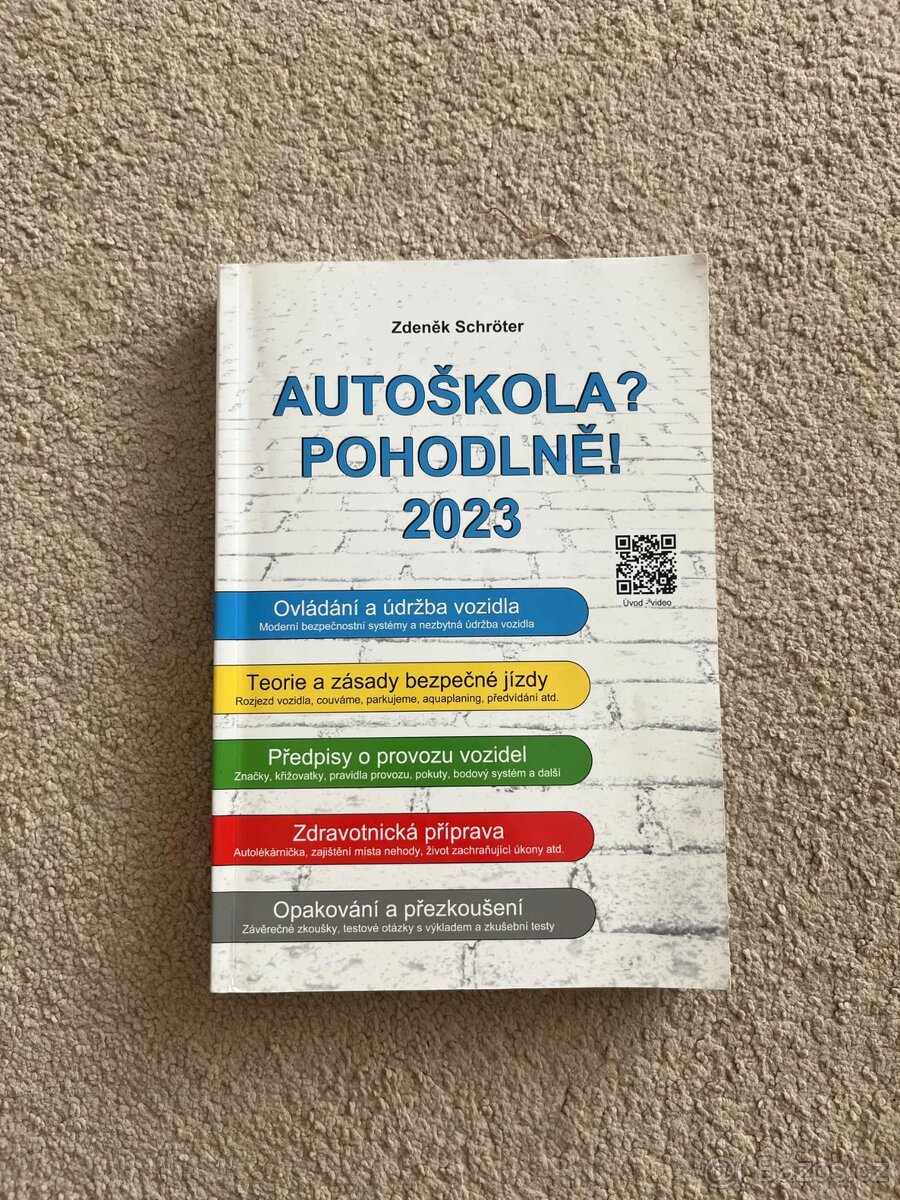 Zdeněk Schröter
AUTOŠKOLA?
POHODLNĚ!
2023
Úvod - video
Ovládání a údržba vozidla
Moderní bezpečnostní systémy a nezbytná údržba vozidla
Teorie a zásady bezpečné jízdy
Rozjezd vozidla, couváme, parkujeme, aquaplaning, předvídání atd.
Předpisy o provozu vozidel
Značky, křižovatky, pravidla provozu, pokuty, bodový systém a další
Zdravotnická příprava
Autolékárnička, zajištění místa nehody, život zachraňující úkony atd.
Opakování a přezkoušení
Závěrečné zkoušky, testové otázky s výkladem a zkušební testy
Bazos.cz